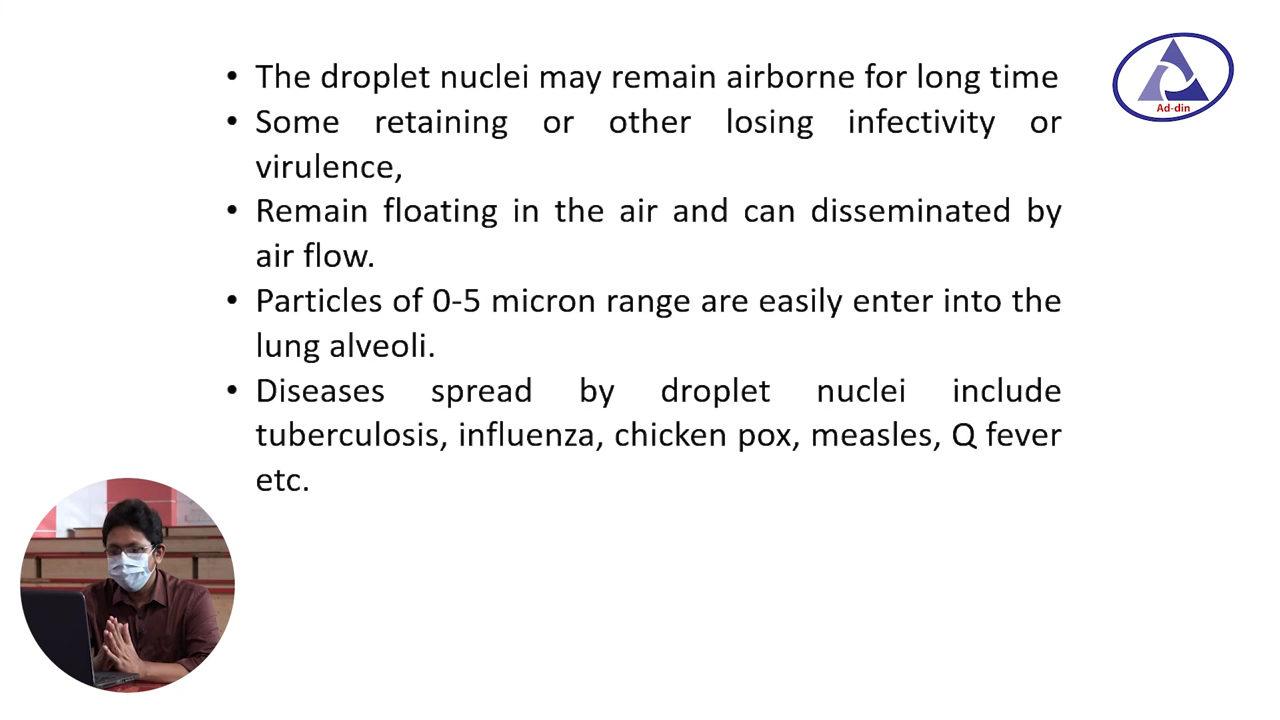 • The droplet nuclei may remain airborne for long time
• Some retaining or other losing infectivity or
virulence,
• Remain floating in the air and can disseminated by
air flow.
• Particles of 0-5 micron range are easily enter into the
lung alveoli.
• Diseases spread by droplet nuclei include
tuberculosis, influenza, chicken pox, measles, Q fever
etc.
Ad-din